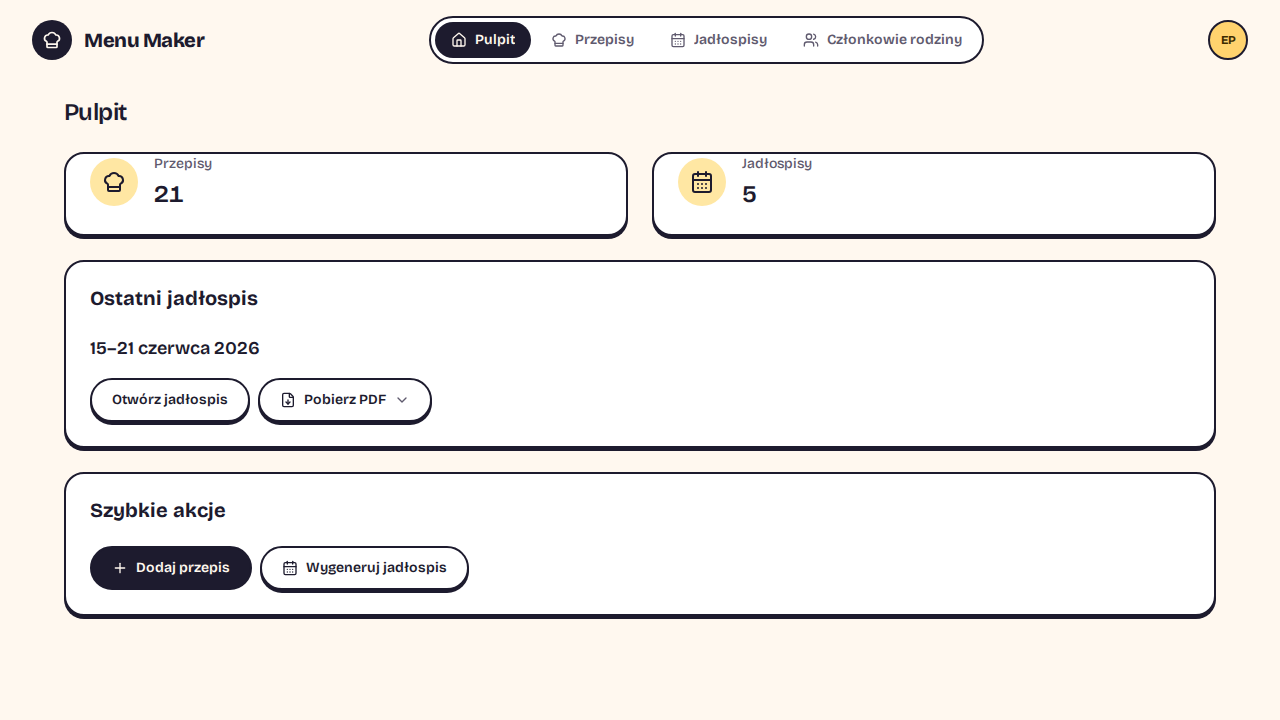 Menu Maker
Pulpit
Przepisy
Jadłospisy
Członkowie rodziny
EP
Pulpit
Przepisy
21
Jadłospisy
5
Ostatni jadłospis
15–21 czerwca 2026
Otwórz jadłospis
Pobierz PDF
Szybkie akcje
Dodaj przepis
Wygeneruj jadłospis